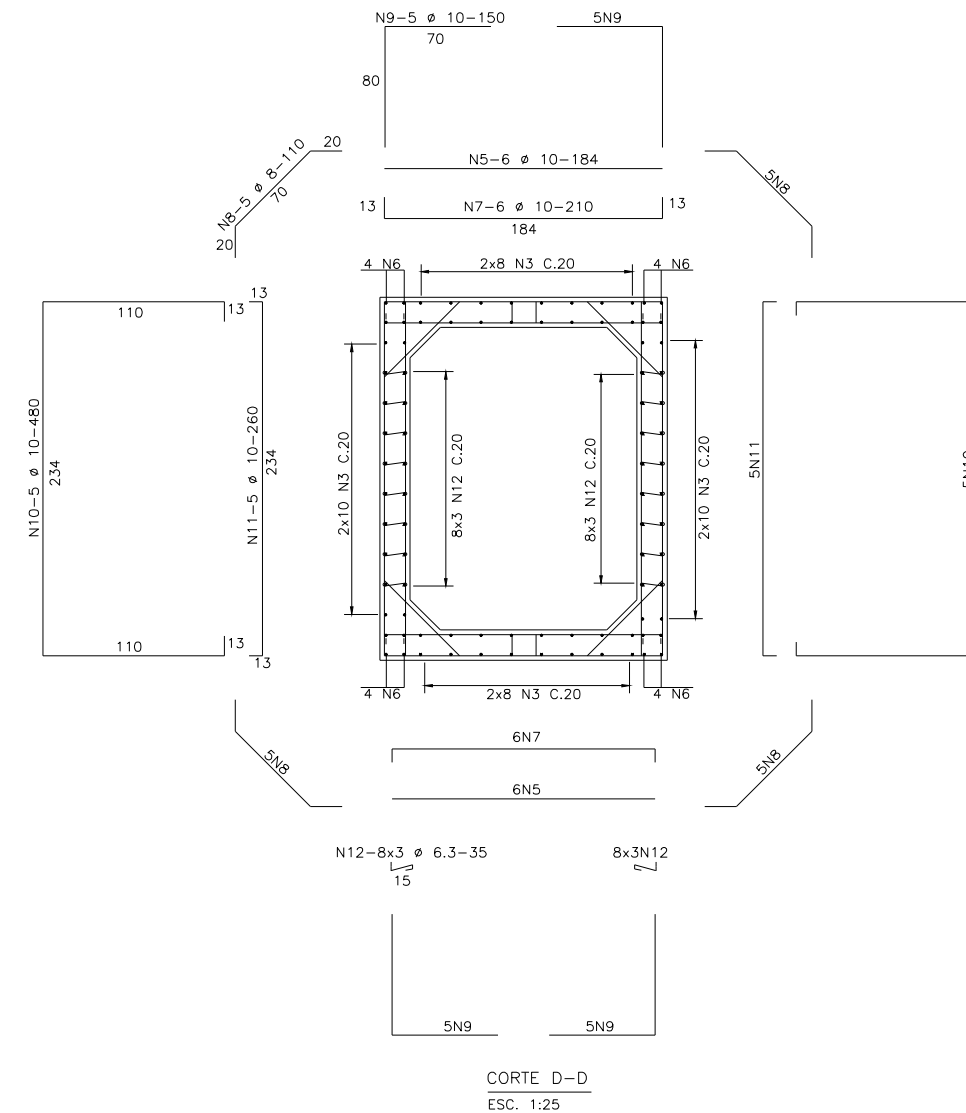 N9-5 ø 10-150
5N9
70
80
20
N8-5 ø 8-110
70
20
N5-6 ø 10-184
5N8
13
N7-6 ø 10-210
13
184
4 N6
2x8 N3 C.20
4 N6
110
13
13
N10-5 ø 10-480
234
N11-5 ø 10-260
234
2x10 N3 C.20
8x3 N12 C.20
8x3 N12 C.20
2x10 N3 C.20
5N11
110
13
13
4 N6
2x8 N3 C.20
4 N6
5N8
6N7
5N8
6N5
N12-8x3 ø 6.3-35
8x3N12
15
5N9
5N9
CORTE D-D
ESC. 1:25